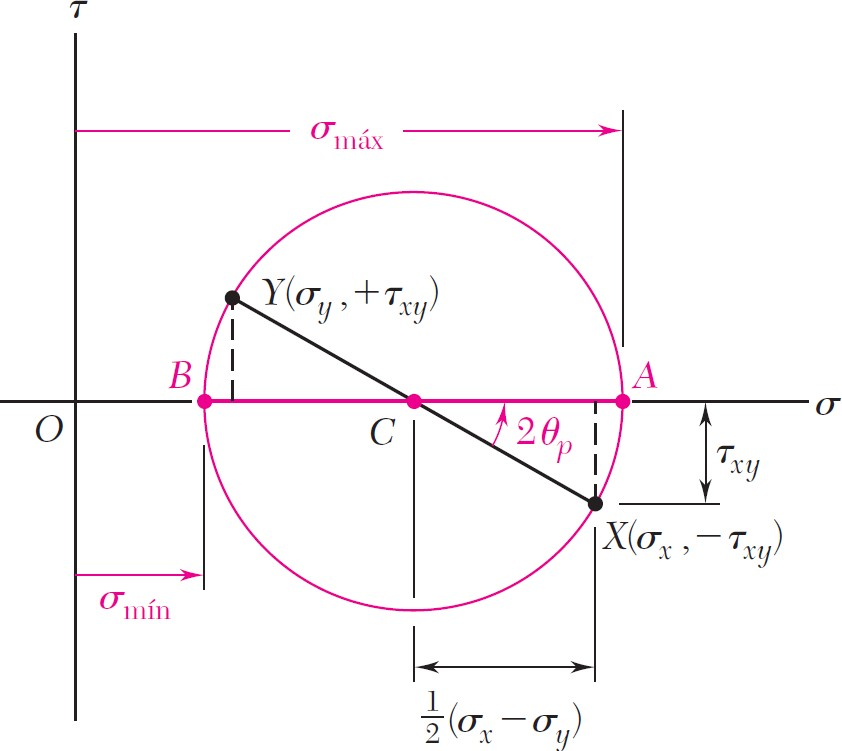 τ
σmáx
Y(σy ,+τxy)
B
A
O
C
2θp
σ
τxy
X(σx ,−τxy)
σmín
1/2(σx−σy)